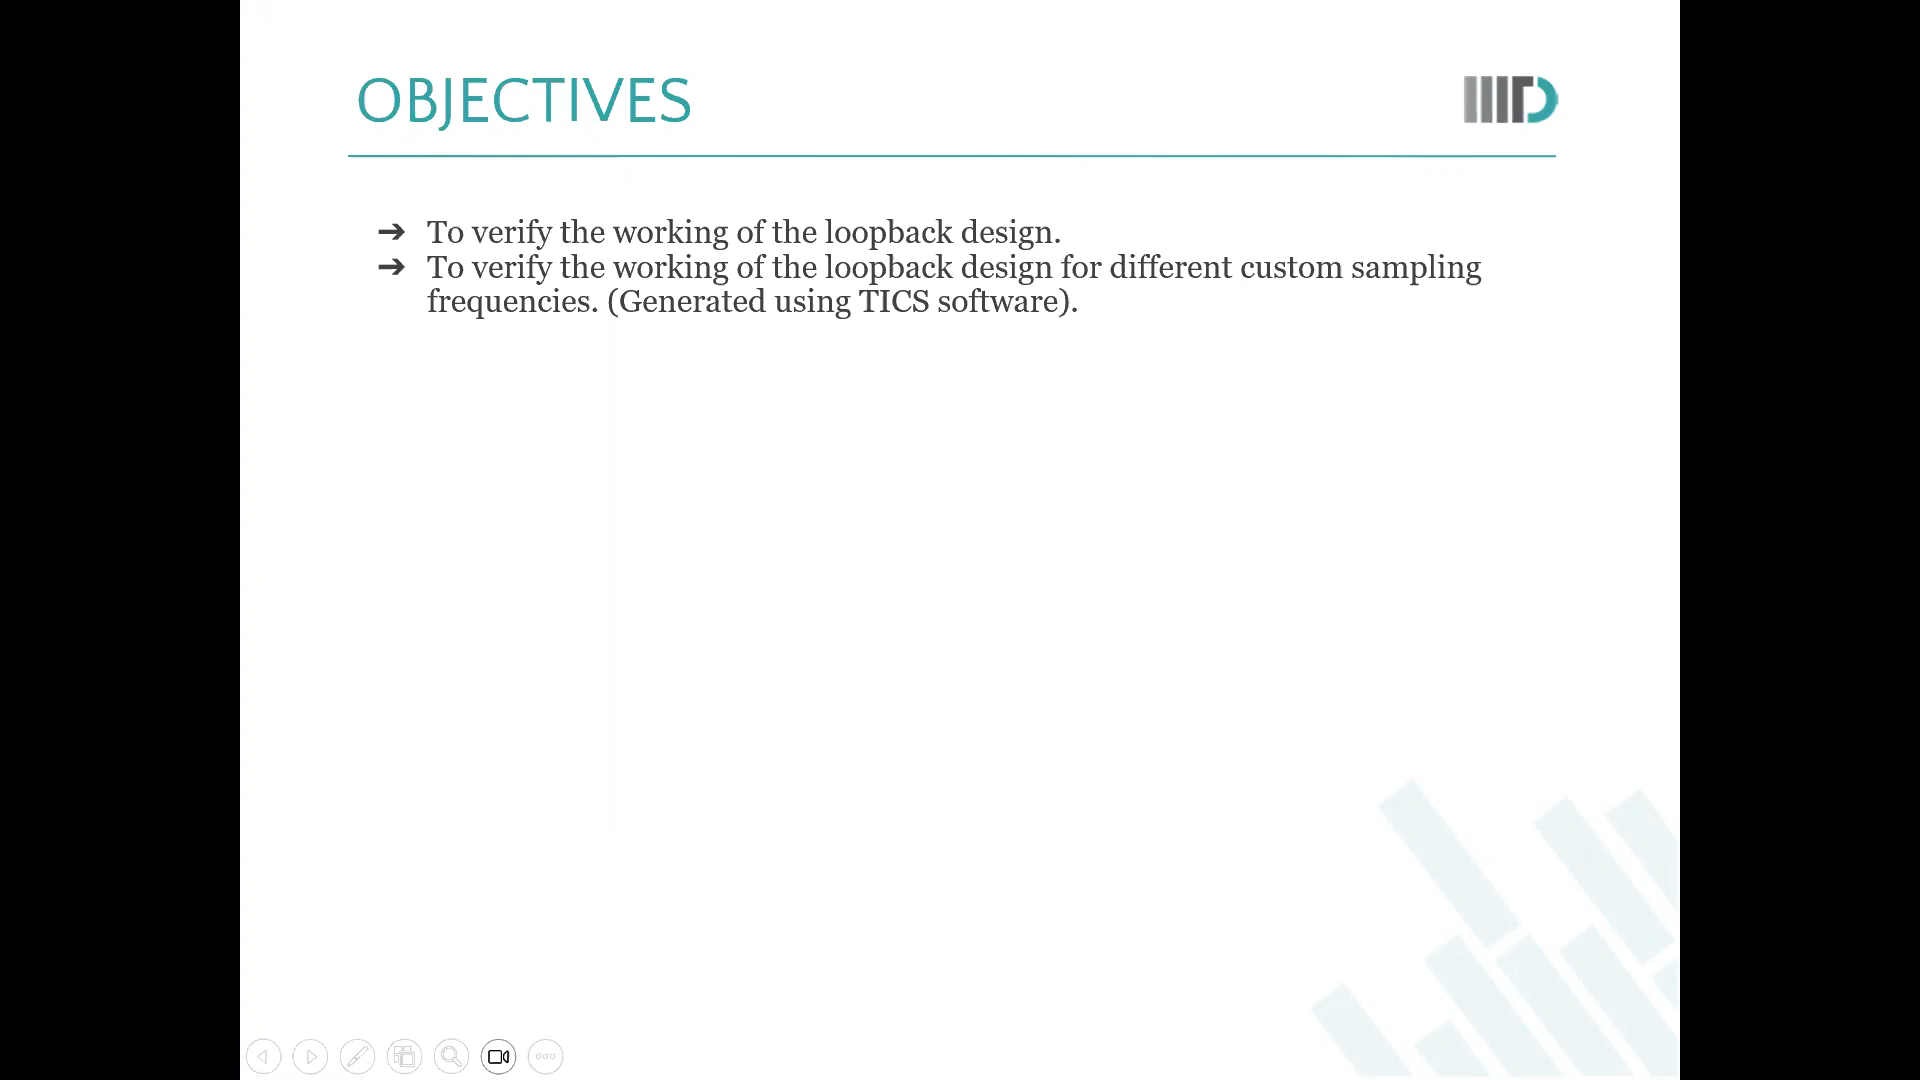 OBJECTIVES
IIITD
➔ To verify the working of the loopback design.
➔ To verify the working of the loopback design for different custom sampling
frequencies. (Generated using TICS software).